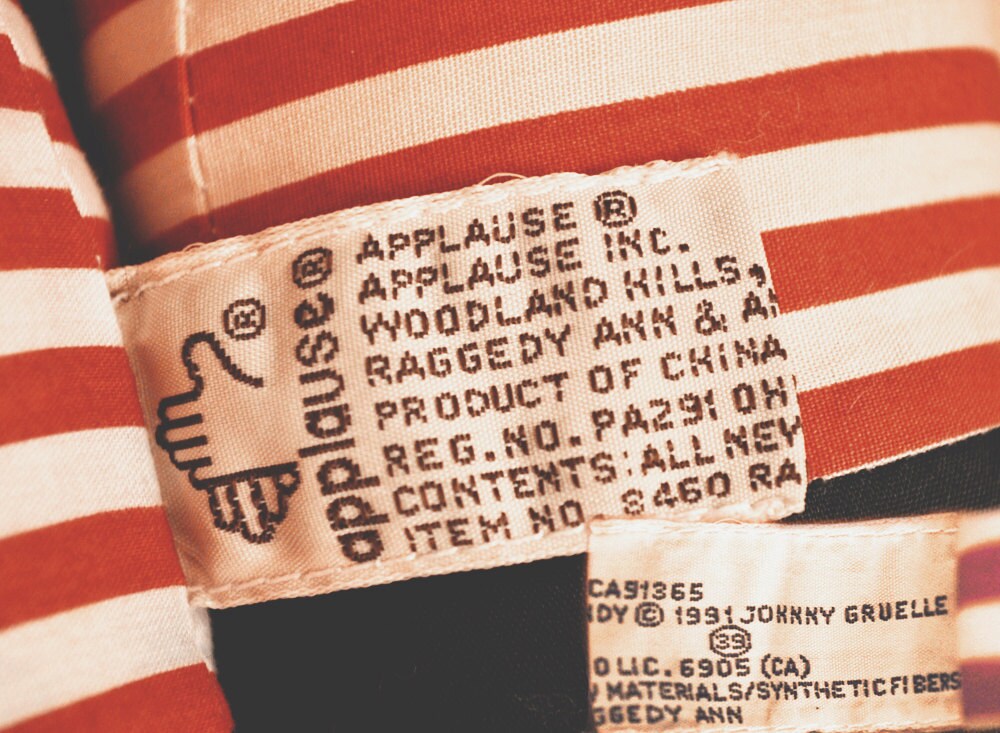 ®
applause®
APPLAUSE ®
APPLAUSE INC.
WOODLAND HILLS,
RAGGEDY ANN & AN
PRODUCT OF CHINA
REG.NO.PA291 OH
CONTENTS:ALL NEW
ITEM NO. 8460 RA
CA91365
DY © 1991 JOHNNY GRUELLE
39
O LIC. 6905 (CA)
MATERIALS/SYNTHETIC FIBERS
GGEDY ANN